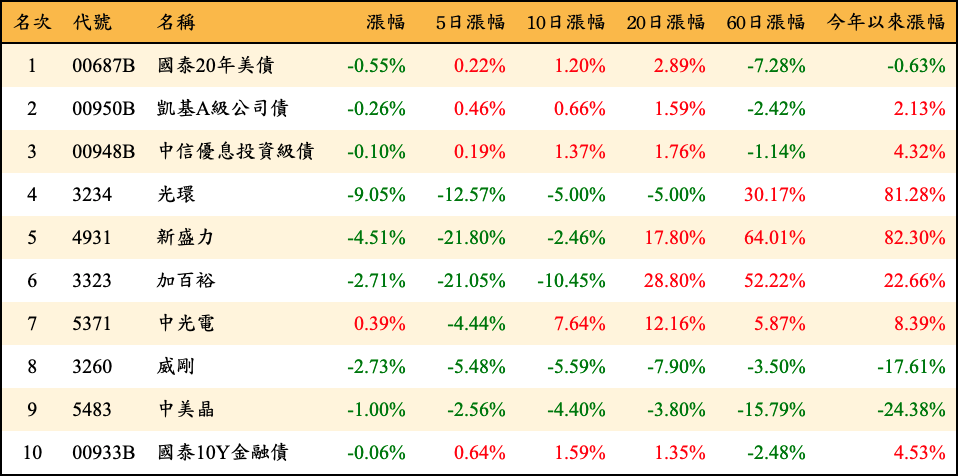 名次 代號 名稱 漲幅 5日漲幅 10日漲幅 20日漲幅 60日漲幅 今年以來漲幅
1 00687B 國泰20年美債 -0.55% 0.22% 1.20% 2.89% -7.28% -0.63%
2 00950B 凱基A級公司債 -0.26% 0.46% 0.66% 1.59% -2.42% 2.13%
3 00948B 中信優息投資級債 -0.10% 0.19% 1.37% 1.76% -1.14% 4.32%
4 3234 光環 -9.05% -12.57% -5.00% -5.00% 30.17% 81.28%
5 4931 新盛力 -4.51% -21.80% -2.46% 17.80% 64.01% 82.30%
6 3323 加百裕 -2.71% -21.05% -10.45% 28.80% 52.22% 22.66%
7 5371 中光電 0.39% -4.44% 7.64% 12.16% 5.87% 8.39%
8 3260 威剛 -2.73% -5.48% -5.59% -7.90% -3.50% -17.61%
9 5483 中美晶 -1.00% -2.56% -4.40% -3.80% -15.79% -24.38%
10 00933B 國泰10Y金融債 -0.06% 0.64% 1.59% 1.35% -2.48% 4.53%